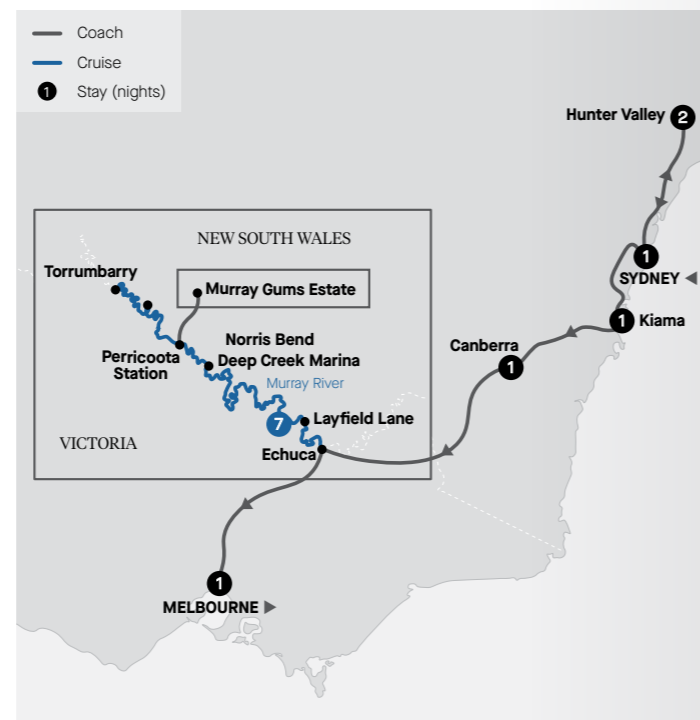 Coach
Cruise
1 Stay (nights)
Hunter Valley 2
NEW SOUTH WALES
1
SYDNEY
Torrumbarry
Murray Gums Estate
1 Kiama
Norris Bend
Canberra
Perricoota
Station
Deep Creek Marina
1
Murray River
7
Layfield Lane
VICTORIA
Echuca
1
MELBOURNE